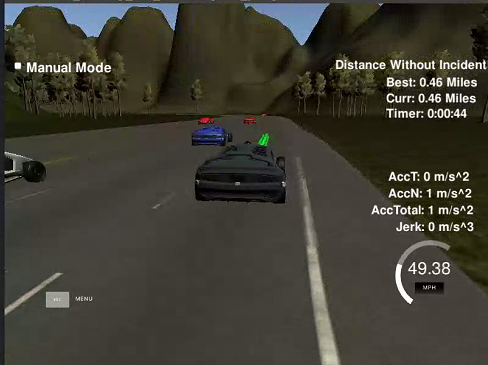 Manual Mode
Distance Without Incident
Best: 0.46 Miles
Curr: 0.46 Miles
Timer: 0:00:44
AccT: 0 m/s^2
AccN: 1 m/s^2
AccTotal: 1 m/s^2
Jerk: 0 m/s^3
49.38
MPH
MENU